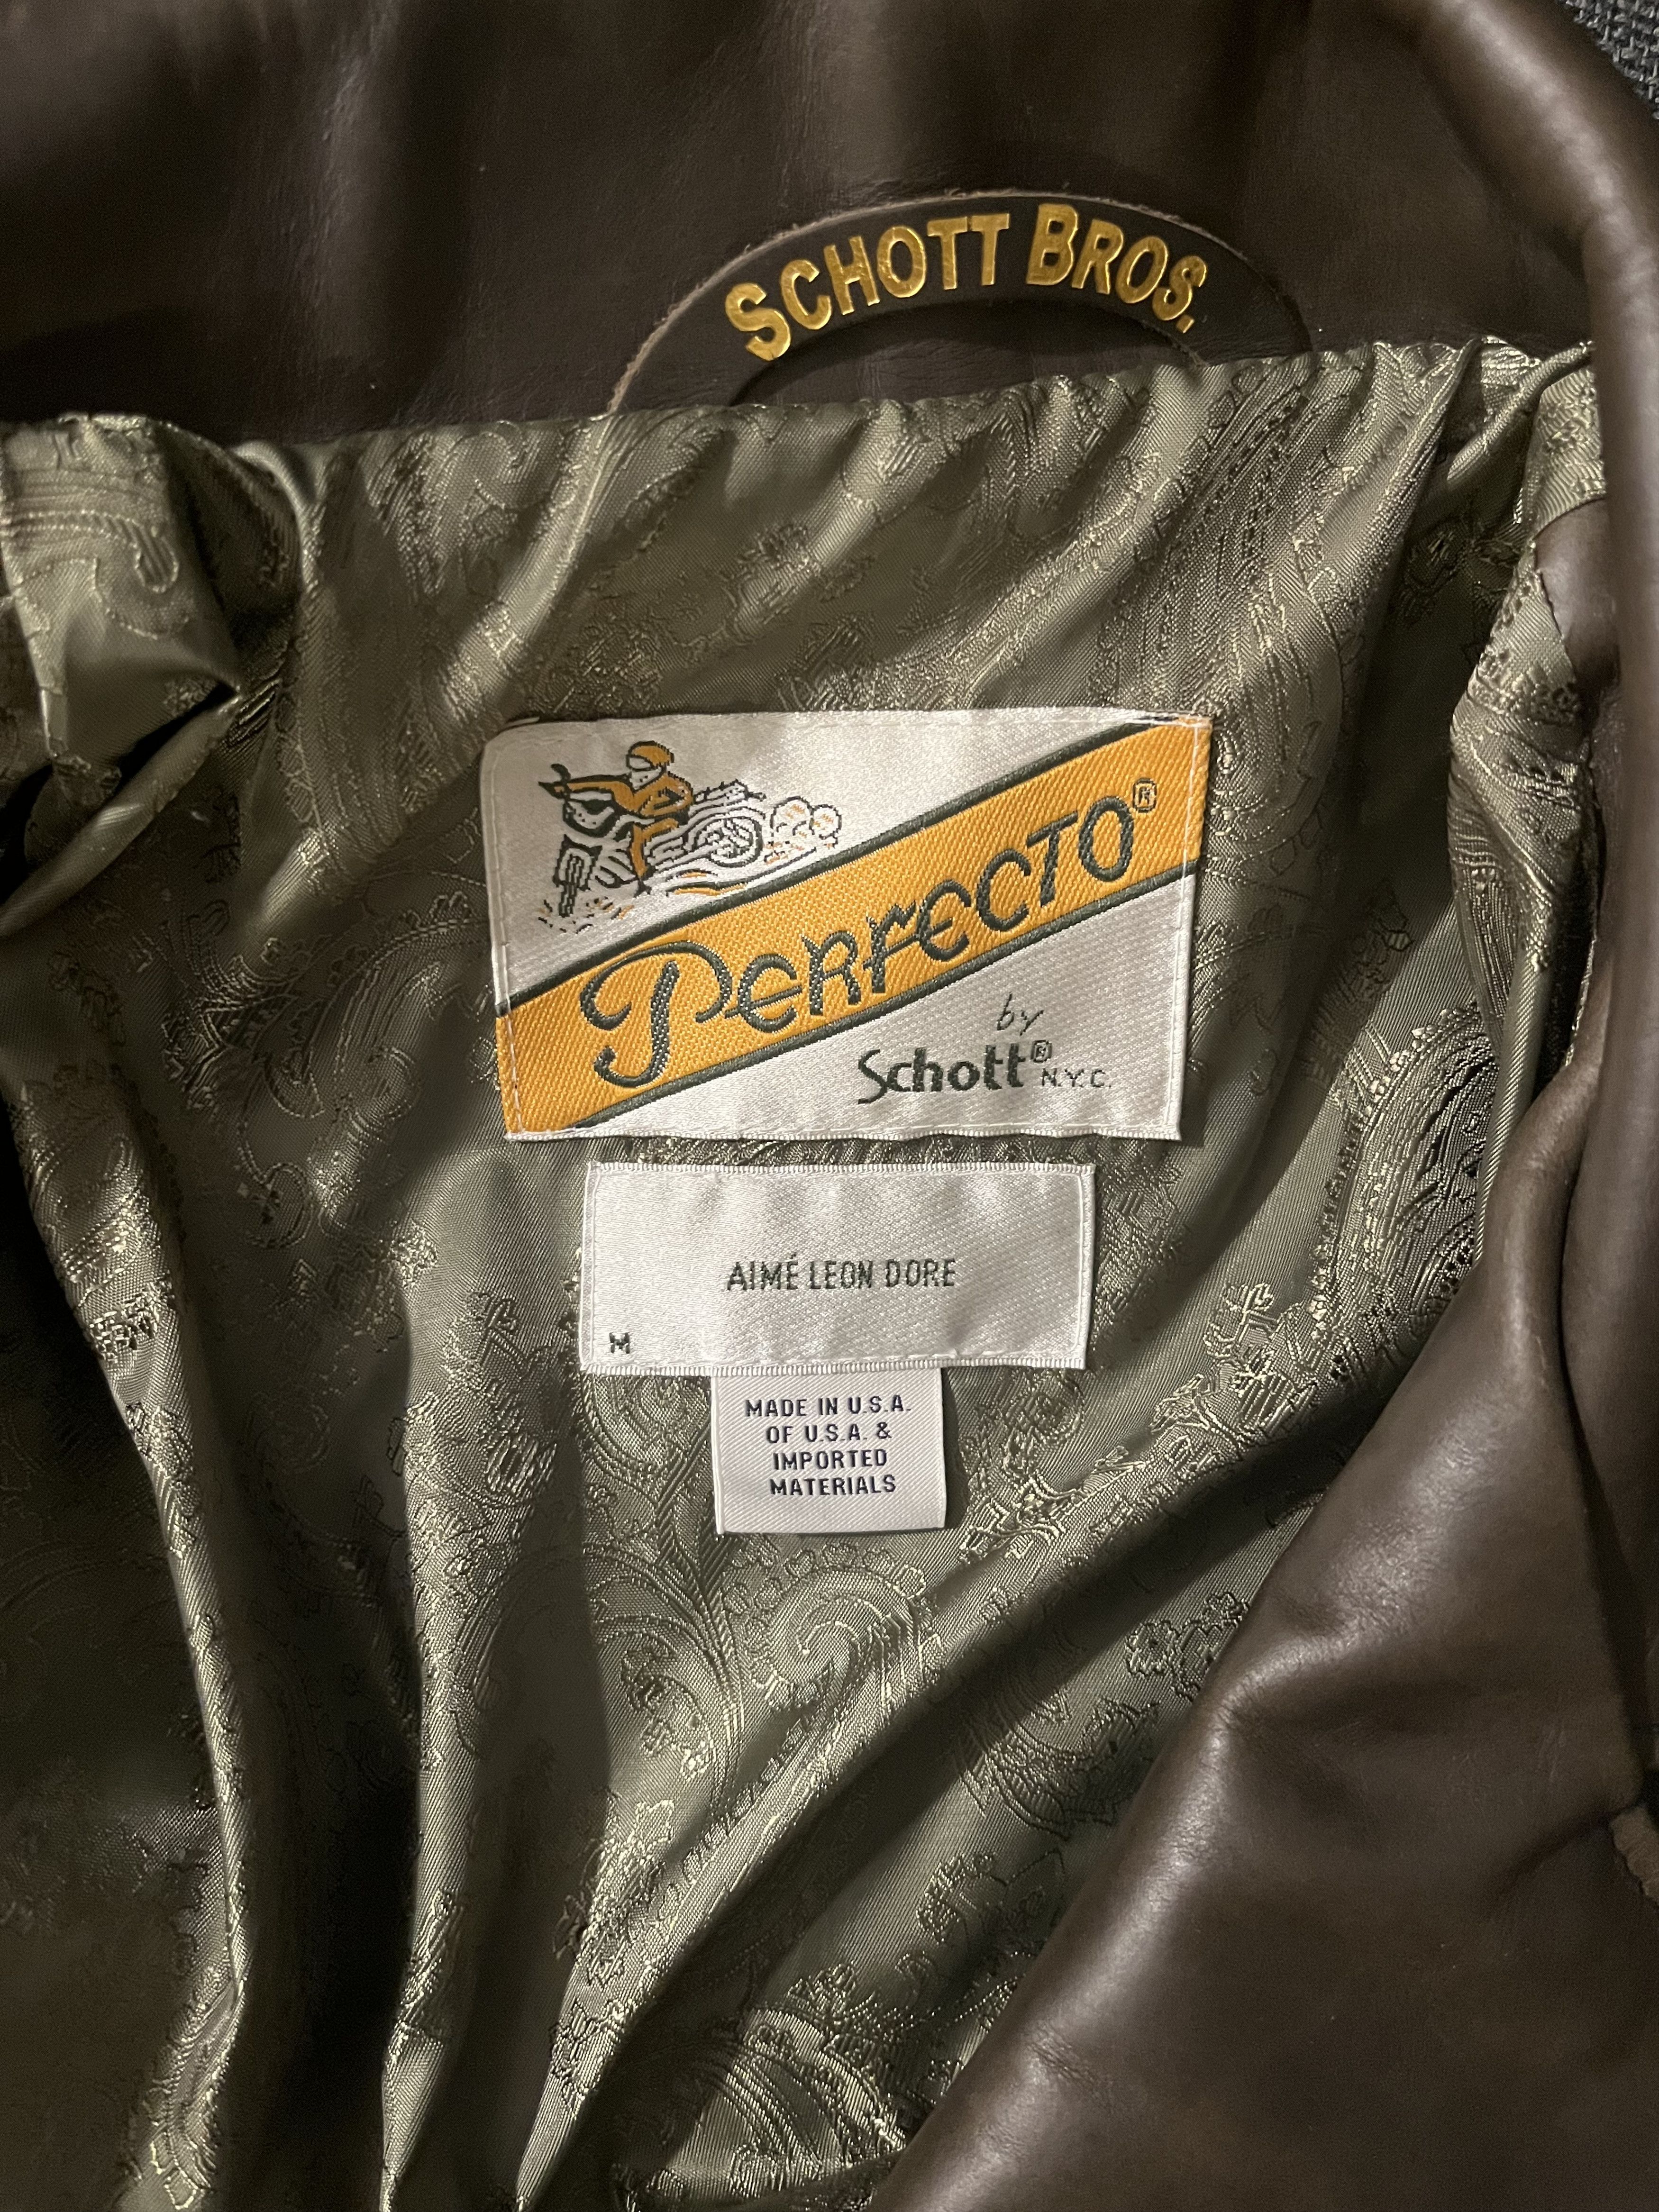 SCHOTT BROS.
PERFECTO®
by
Schott® N.Y.C.
AIMÉ LEON DORE
M
MADE IN U.S.A.
OF U.S.A. &
IMPORTED
MATERIALS